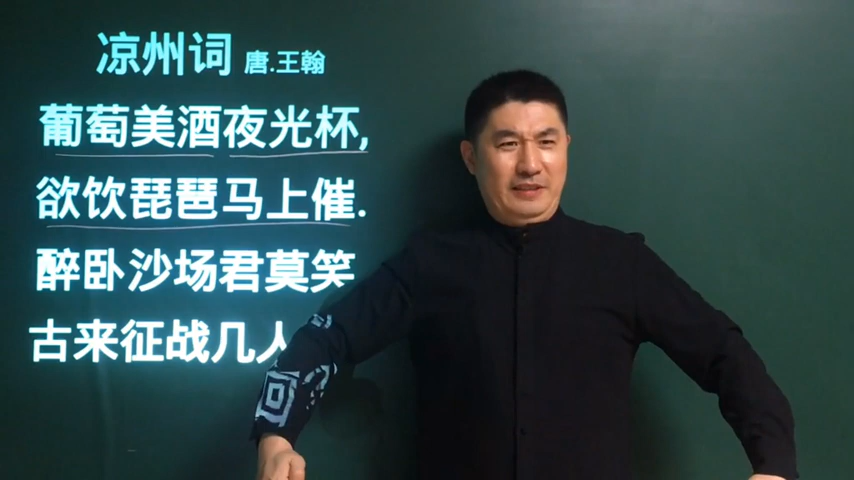 凉州词 唐.王翰
葡萄美酒夜光杯,
欲饮琵琶马上催.
醉卧沙场君莫笑
古来征战几人回